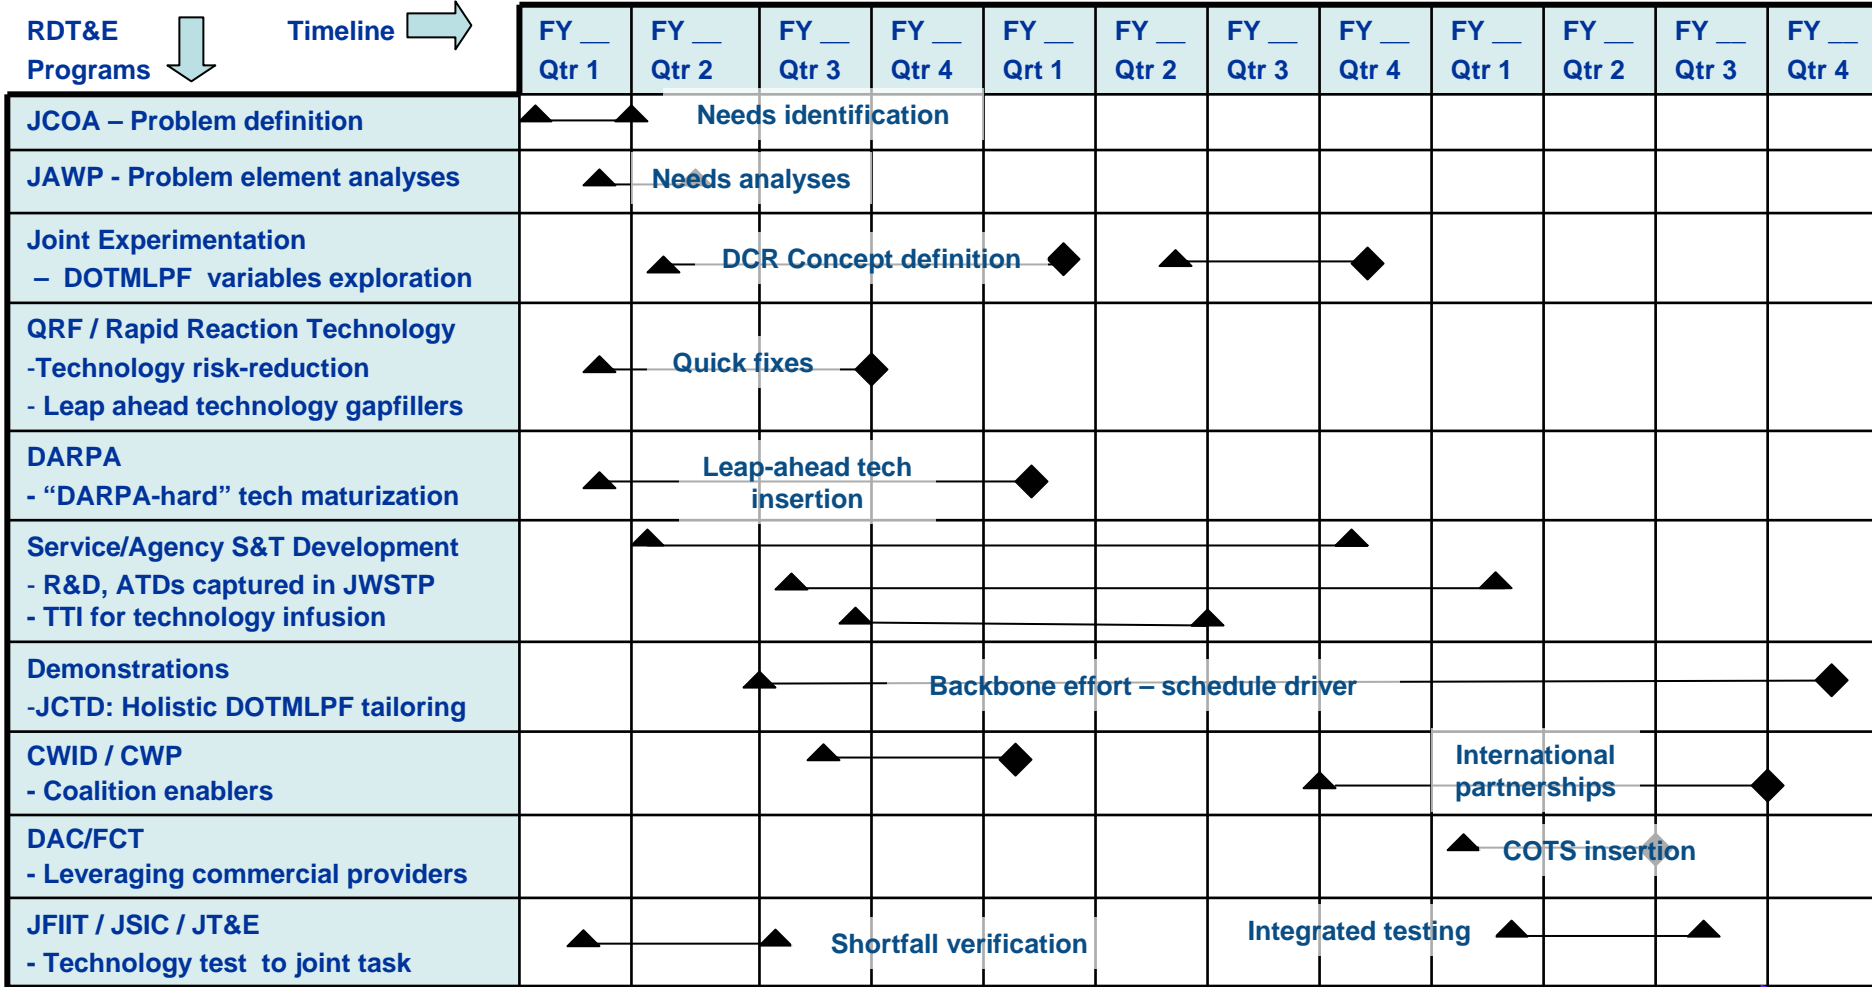 RDT&E Timeline
Programs
FY __ FY __ FY __ FY __ FY __ FY __ FY __ FY __ FY __ FY __ FY __ FY __
Qtr 1 Qtr 2 Qtr 3 Qtr 4 Qrt 1 Qtr 2 Qtr 3 Qtr 4 Qtr 1 Qtr 2 Qtr 3 Qtr 4
JCOA – Problem definition
Needs identification
JAWP - Problem element analyses
Needs analyses
Joint Experimentation
– DOTMLPF variables exploration
DCR Concept definition
QRF / Rapid Reaction Technology
-Technology risk-reduction
- Leap ahead technology gapfillers
Quick fixes
DARPA
- “DARPA-hard” tech maturization
Leap-ahead tech
insertion
Service/Agency S&T Development
- R&D, ATDs captured in JWSTP
- TTI for technology infusion
Demonstrations
-JCTD: Holistic DOTMLPF tailoring
Backbone effort – schedule driver
CWID / CWP
- Coalition enablers
International
partnerships
DAC/FCT
- Leveraging commercial providers
COTS insertion
JFIIT / JSIC / JT&E
- Technology test to joint task
Shortfall verification
Integrated testing